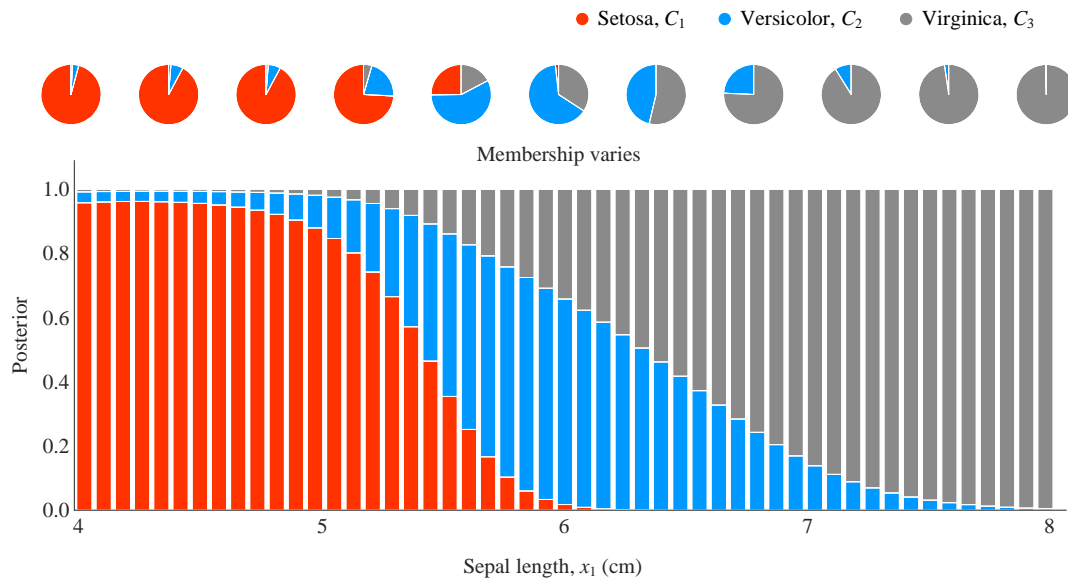 Setosa, C1 Versicolor, C2 Virginica, C3
Membership varies
1.0
0.8
0.6
0.4
0.2
0.0
Posterior
4 5 6 7 8
Sepal length, x1 (cm)